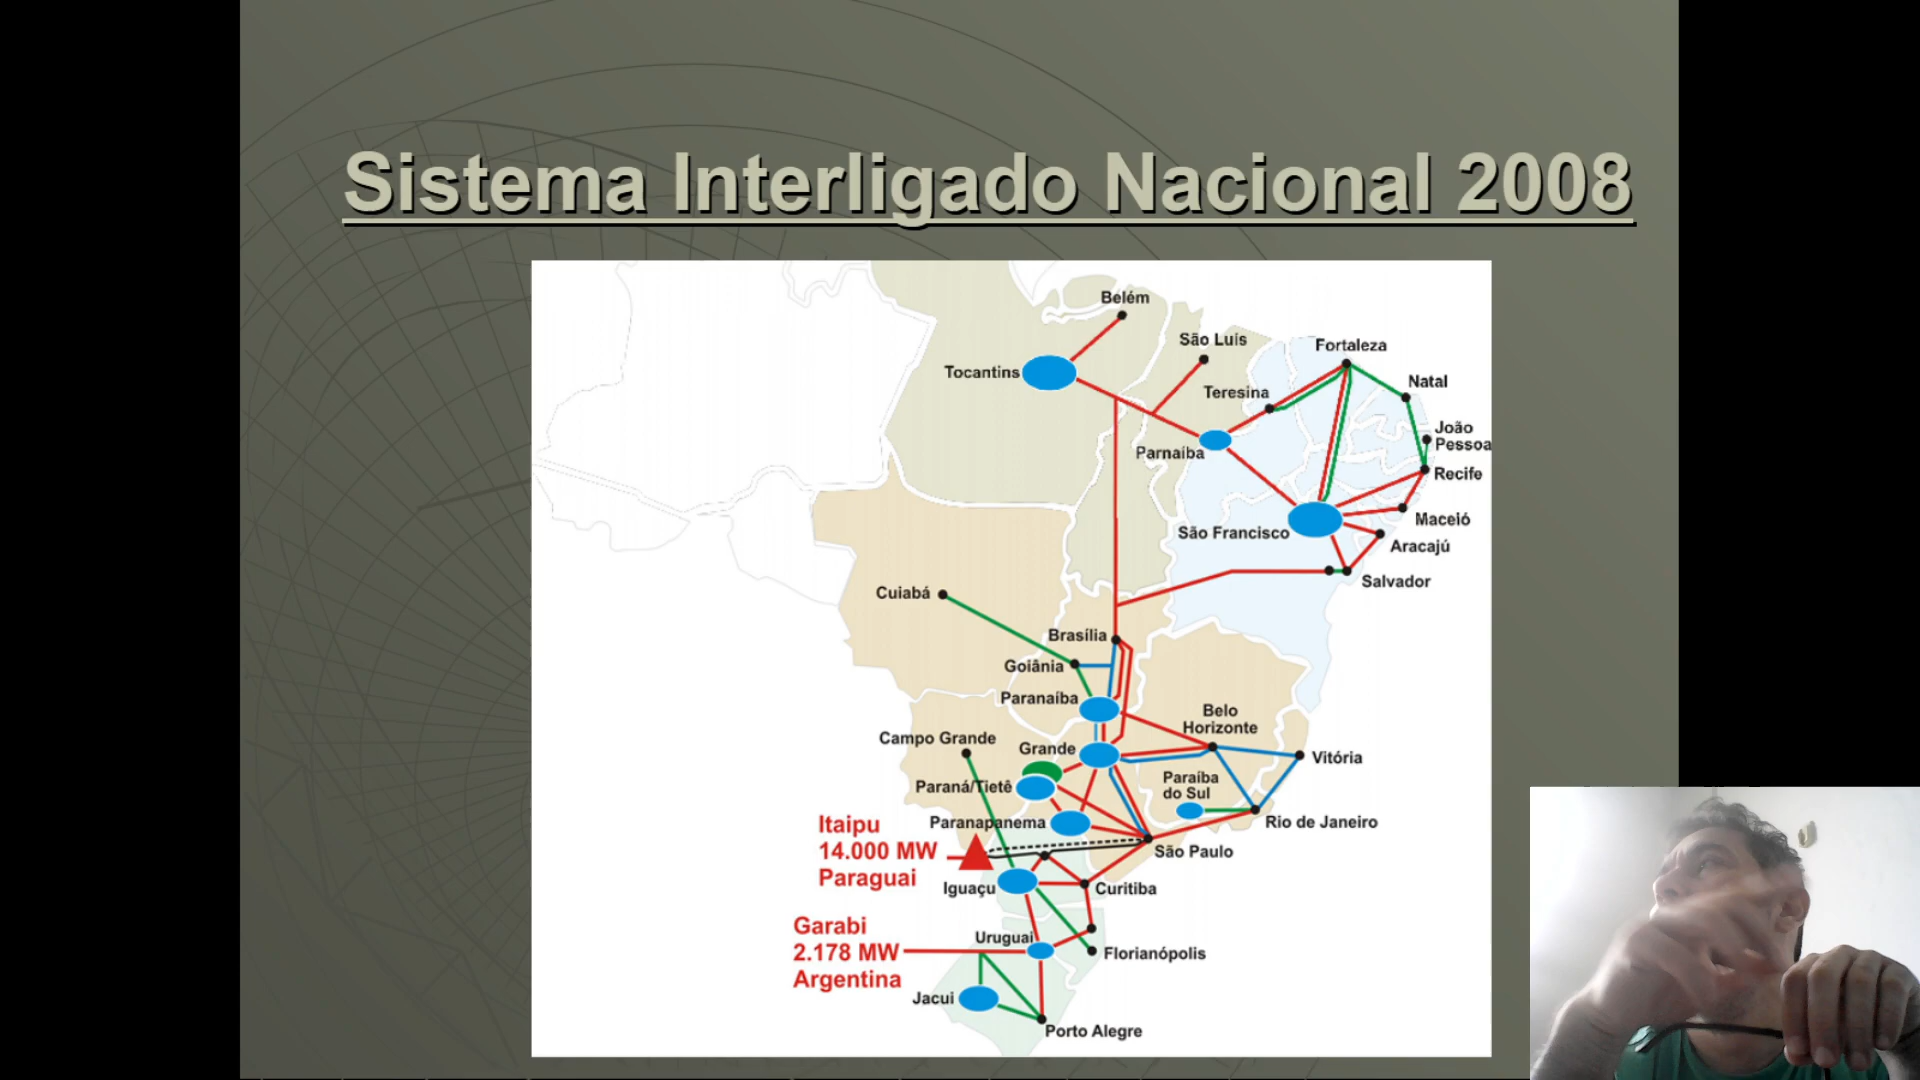 Sistema Interligado Nacional 2008
Belém
São Luís
Fortaleza
Tocantins
Natal
Teresina
João
Pessoa
Parnaíba
Recife
Maceió
São Francisco
Aracajú
Salvador
Cuiabá
Brasília
Goiânia
Paranaíba
Belo
Horizonte
Campo Grande
Grande
Vitória
Paraíba
do Sul
Paraná/Tietê
Paranapanema
Rio de Janeiro
Itaipu
14.000 MW
Paraguai
São Paulo
Iguaçu
Curitiba
Garabi
2.178 MW
Argentina
Uruguai
Florianópolis
Jacui
Porto Alegre